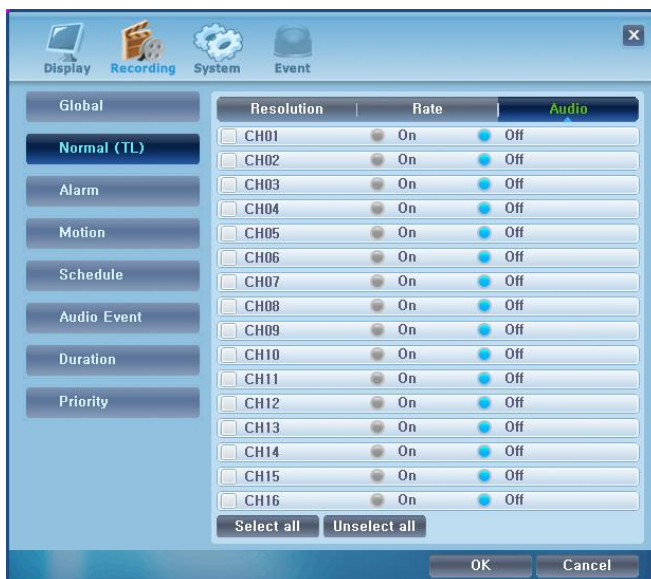 Display Recording System Event
Global
Normal (TL)
Alarm
Motion
Schedule
Audio Event
Duration
Priority
Resolution Rate Audio
CH01 On Off
CH02 On Off
CH03 On Off
CH04 On Off
CH05 On Off
CH06 On Off
CH07 On Off
CH08 On Off
CH09 On Off
CH10 On Off
CH11 On Off
CH12 On Off
CH13 On Off
CH14 On Off
CH15 On Off
CH16 On Off
Select all Unselect all
OK Cancel